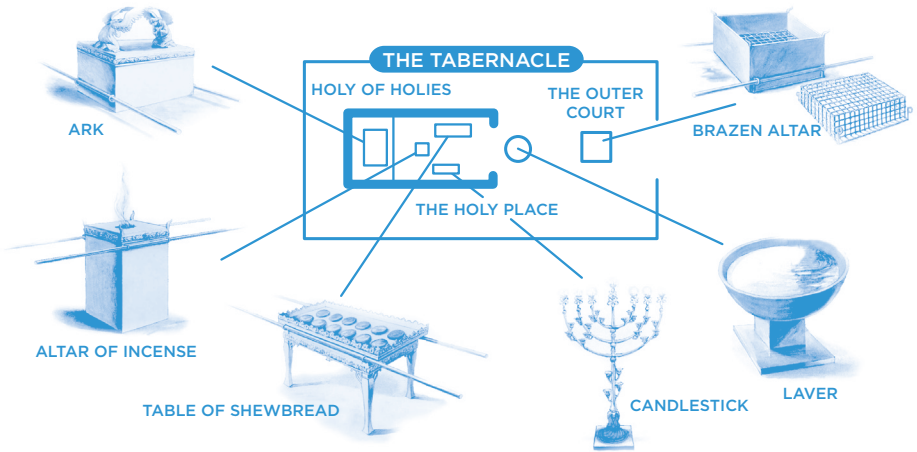 THE TABERNACLE
HOLY OF HOLIES
THE OUTER
COURT
ARK
BRAZEN ALTAR
THE HOLY PLACE
ALTAR OF INCENSE
TABLE OF SHEWBREAD
CANDLESTICK
LAVER